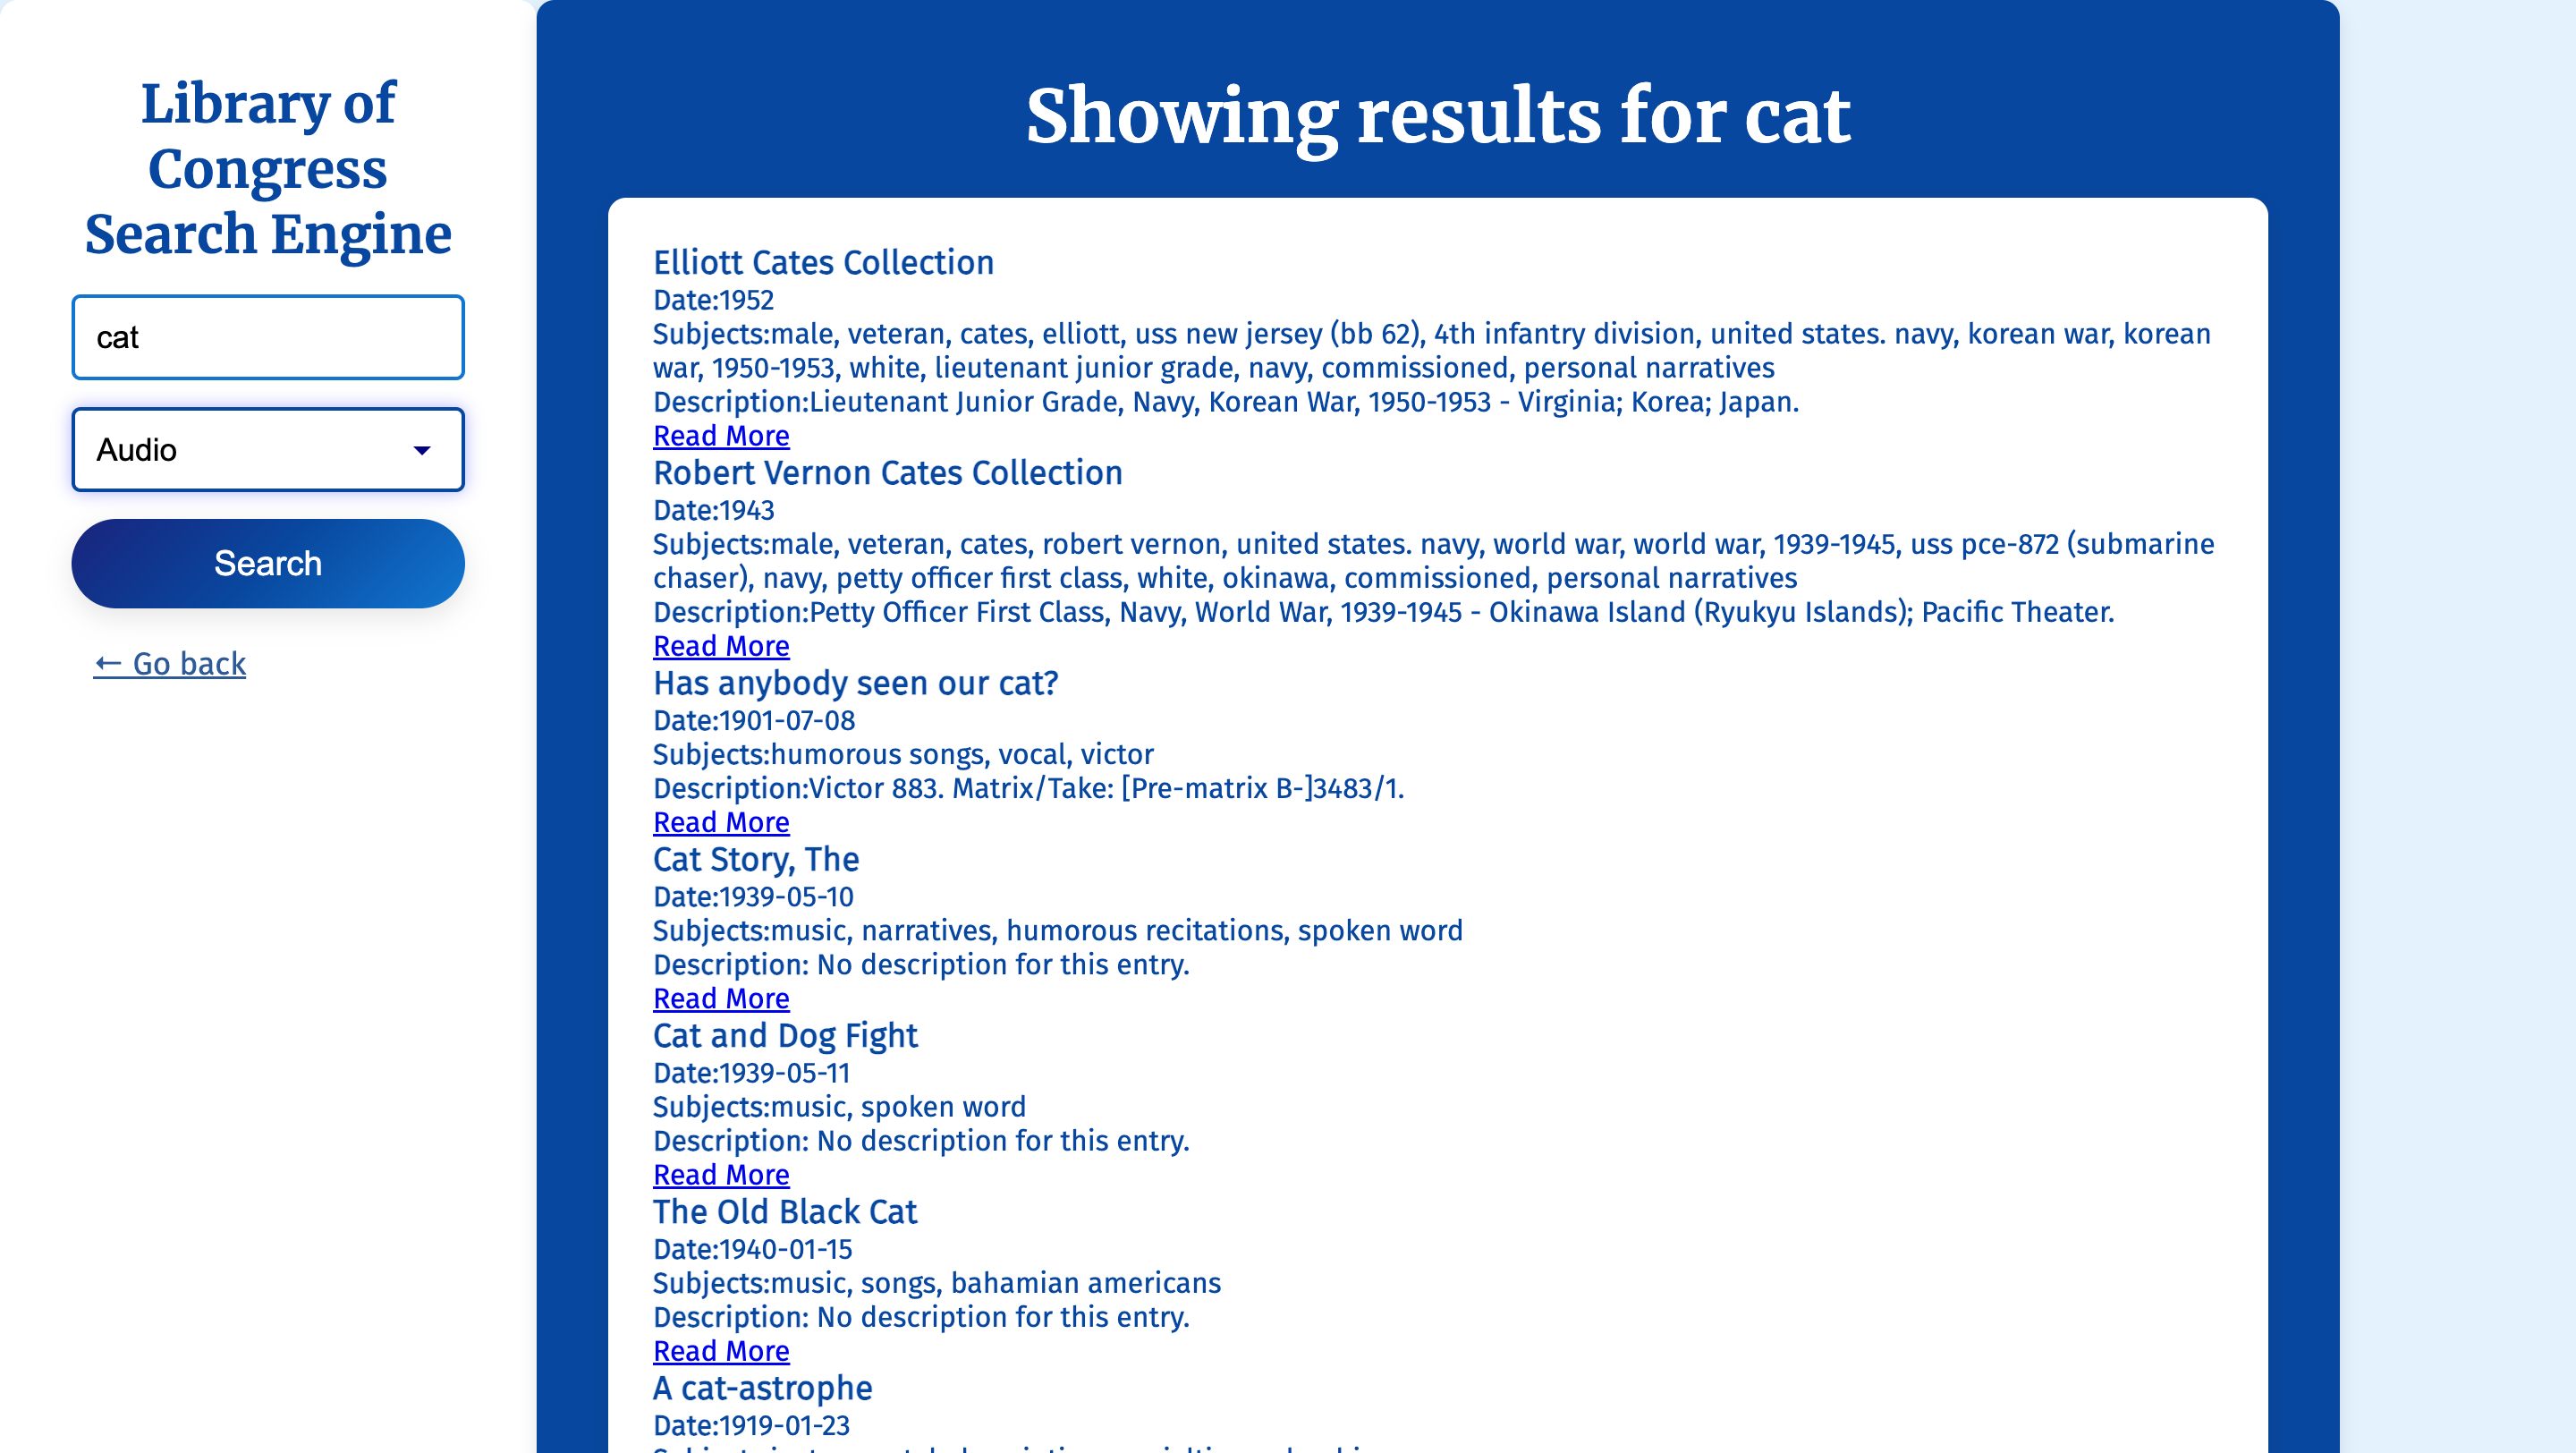 Library of
Congress
Search Engine
cat
Audio
Search
← Go back
Showing results for cat
Elliott Cates Collection
Date:1952
Subjects:male, veteran, cates, elliott, uss new jersey (bb 62), 4th infantry division, united states. navy, korean war, korean
war, 1950-1953, white, lieutenant junior grade, navy, commissioned, personal narratives
Description:Lieutenant Junior Grade, Navy, Korean War, 1950-1953 - Virginia; Korea; Japan.
Read More
Robert Vernon Cates Collection
Date:1943
Subjects:male, veteran, cates, robert vernon, united states. navy, world war, world war, 1939-1945, uss pce-872 (submarine
chaser), navy, petty officer first class, white, okinawa, commissioned, personal narratives
Description:Petty Officer First Class, Navy, World War, 1939-1945 - Okinawa Island (Ryukyu Islands); Pacific Theater.
Read More
Has anybody seen our cat?
Date:1901-07-08
Subjects:humorous songs, vocal, victor
Description:Victor 883. Matrix/Take: [Pre-matrix B-]3483/1.
Read More
Cat Story, The
Date:1939-05-10
Subjects:music, narratives, humorous recitations, spoken word
Description: No description for this entry.
Read More
Cat and Dog Fight
Date:1939-05-11
Subjects:music, spoken word
Description: No description for this entry.
Read More
The Old Black Cat
Date:1940-01-15
Subjects:music, songs, bahamian americans
Description: No description for this entry.
Read More
A cat-astrophe
Date:1919-01-23